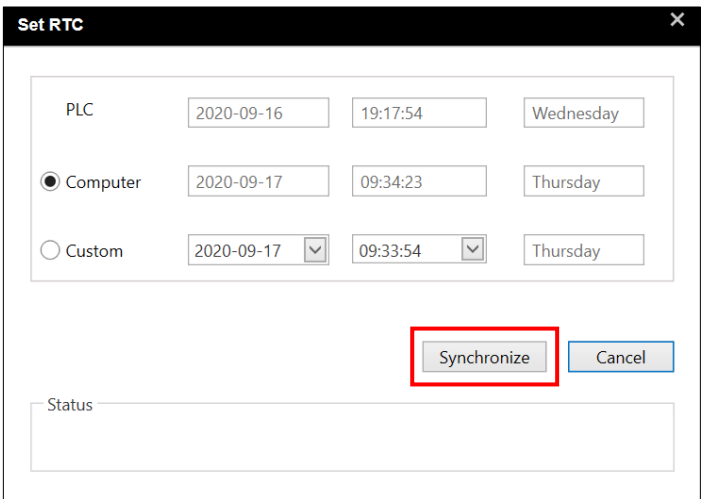 Set RTC
PLC 2020-09-16 19:17:54 Wednesday
Computer 2020-09-17 09:34:23 Thursday
Custom 2020-09-17 09:33:54 Thursday
Synchronize Cancel
Status